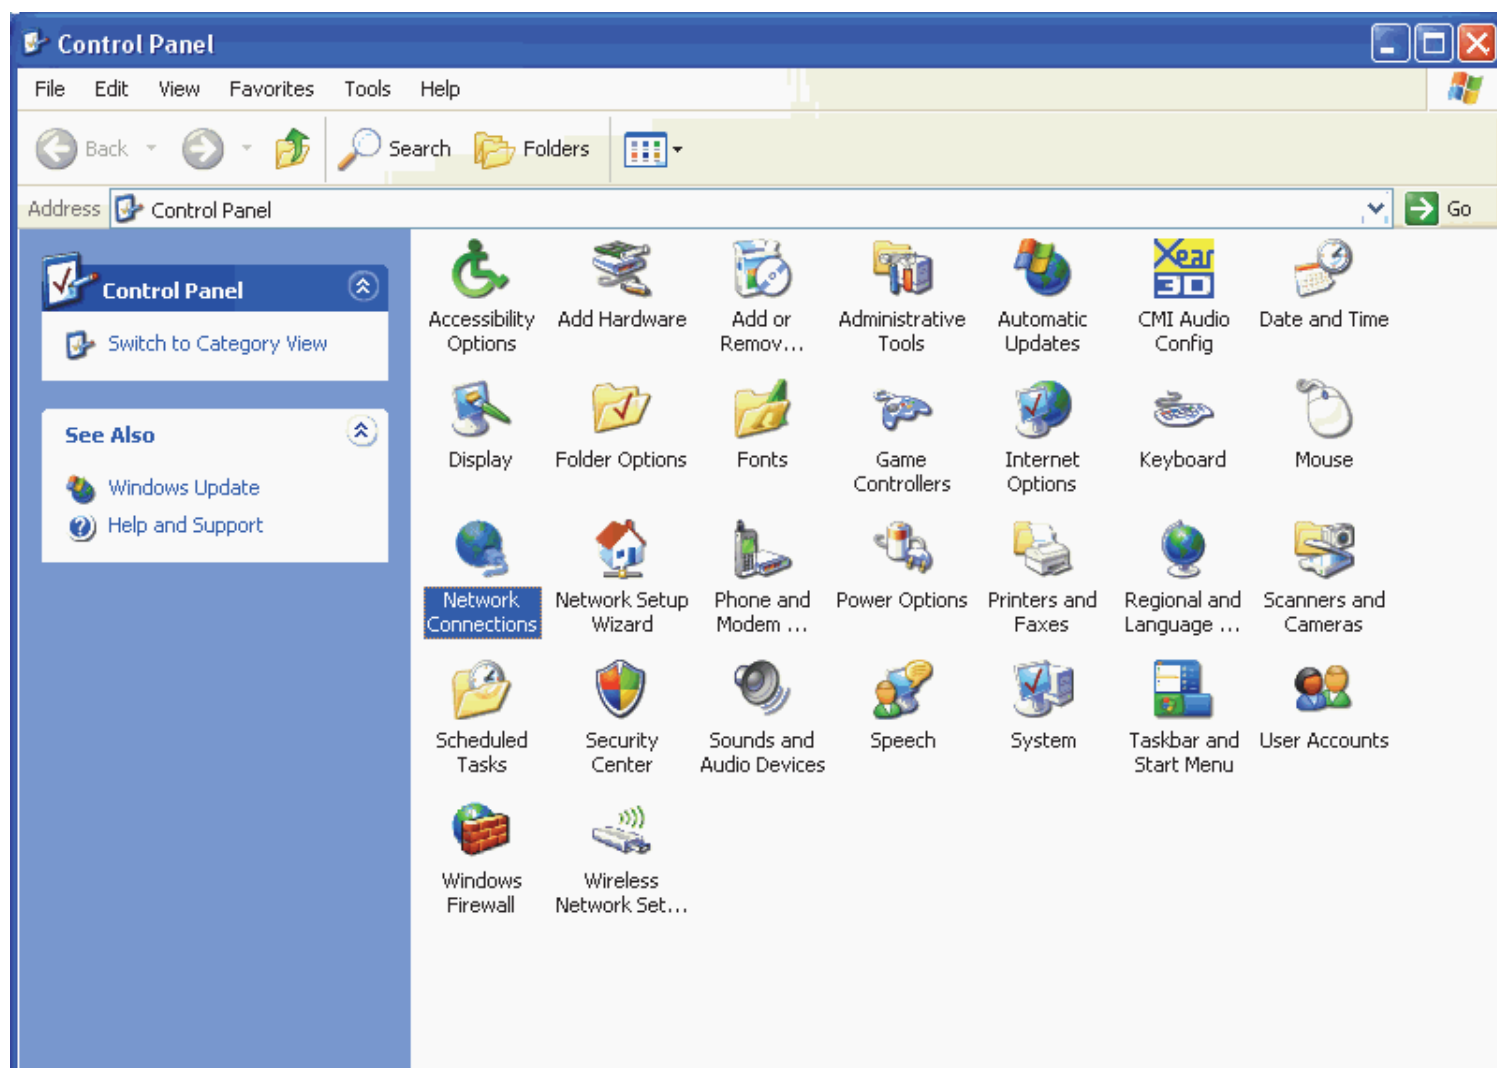 Control Panel
File Edit View Favorites Tools Help
Back Search Folders
Address Control Panel Go
Control Panel
Switch to Category View
See Also
Windows Update
Help and Support
Accessibility Options
Add Hardware
Add or Remov...
Administrative Tools
Automatic Updates
Xear 3D
CMI Audio Config
Date and Time
Display
Folder Options
Fonts
Game Controllers
Internet Options
Keyboard
Mouse
Network Connections
Network Setup Wizard
Phone and Modem ...
Power Options
Printers and Faxes
Regional and Language ...
Scanners and Cameras
Scheduled Tasks
Security Center
Sounds and Audio Devices
Speech
System
Taskbar and Start Menu
User Accounts
Windows Firewall
Wireless Network Set...